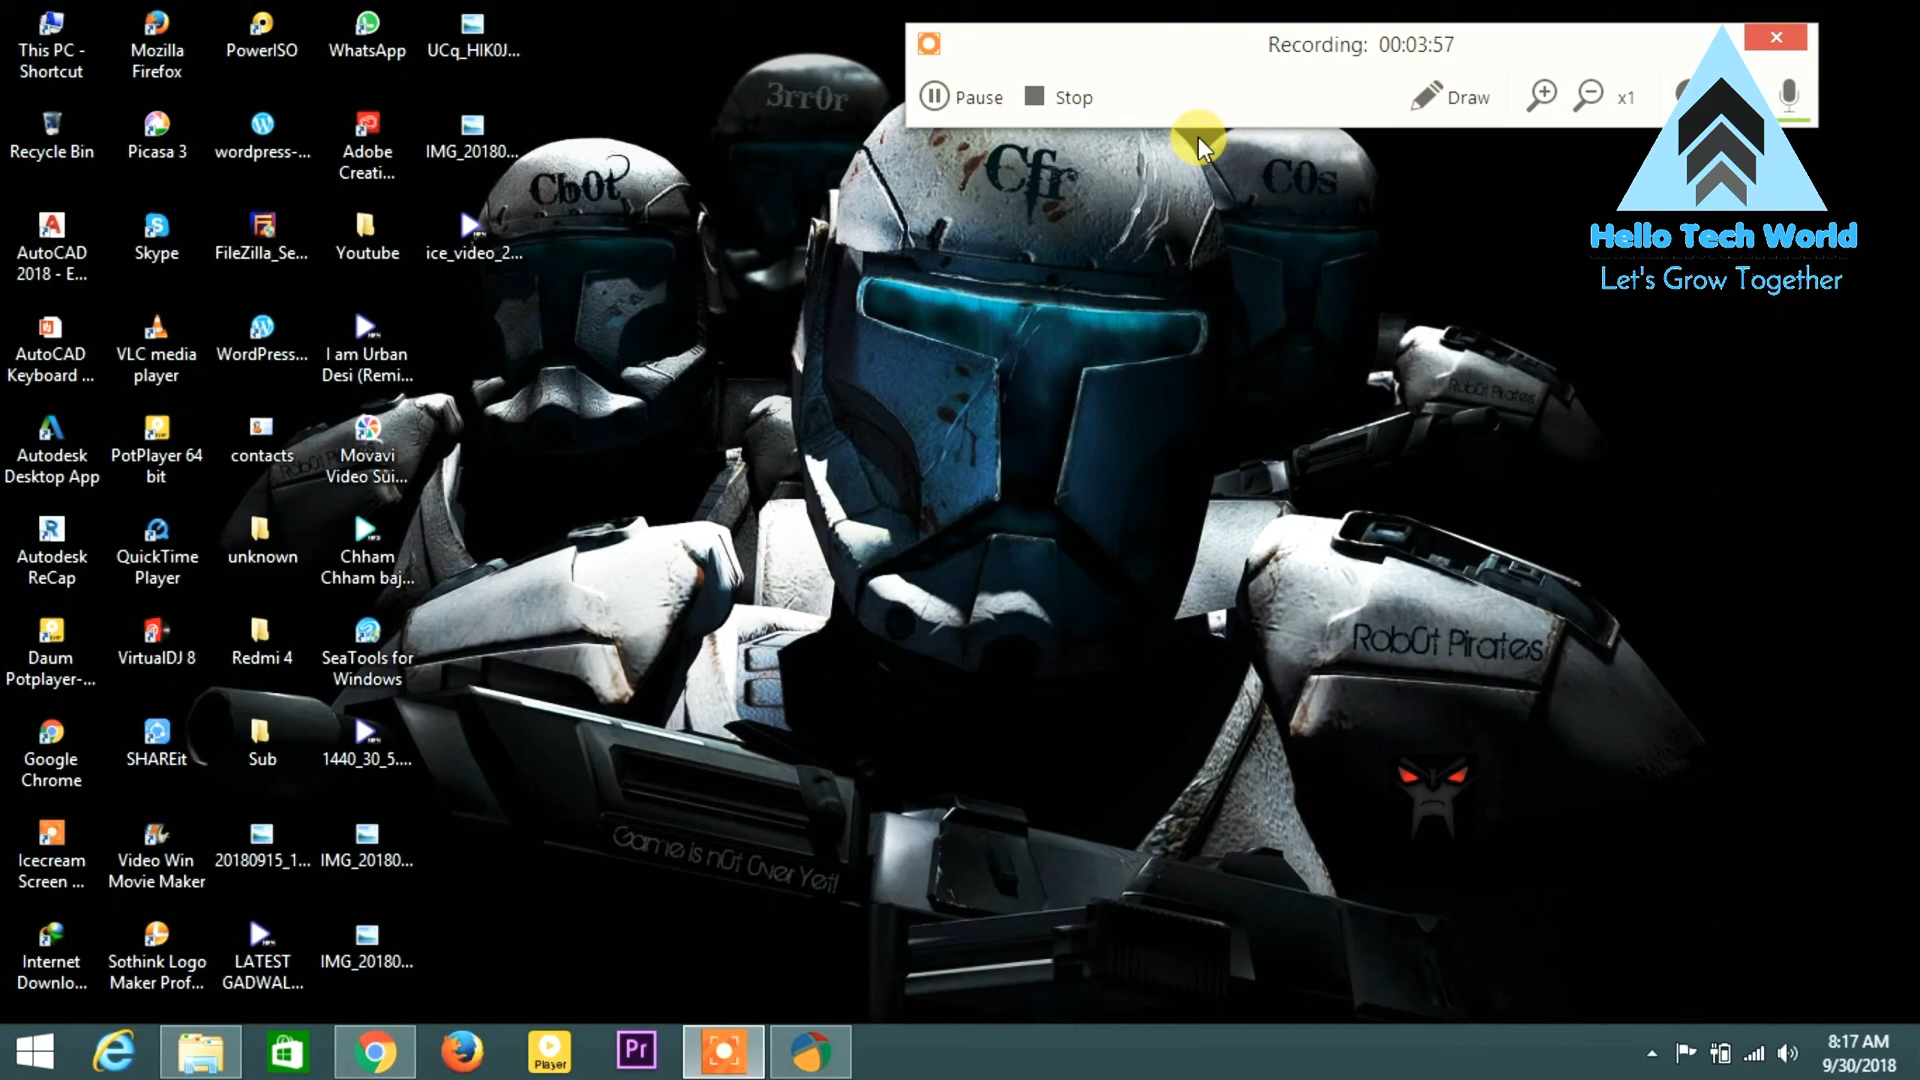 This PC -
Shortcut
Mozilla
Firefox
PowerISO
WhatsApp
UCq_HIK0J...
Recycle Bin
Picasa 3
wordpress-...
Adobe
Creati...
IMG_20180...
AutoCAD
2018 - E...
Skype
FileZilla_Se...
Youtube
ice_video_2...
AutoCAD
Keyboard ...
VLC media
player
WordPress...
I am Urban
Desi (Remi...
Autodesk
Desktop App
PotPlayer 64
bit
contacts
Movavi
Video Sui...
Autodesk
ReCap
QuickTime
Player
unknown
Chham
Chham baj...
Daum
Potplayer-...
VirtualDJ 8
Redmi 4
SeaTools for
Windows
Google
Chrome
SHAREit
Sub
1440_30_5....
Icecream
Screen ...
Video Win
Movie Maker
20180915_1...
IMG_20180...
Internet
Downlo...
Sothink Logo
Maker Prof...
LATEST
GADWAL...
IMG_20180...
Recording: 00:03:57
Pause
Stop
Draw
x1
Hello Tech World
Let's Grow Together
3rr0r
Cb0t
Cfr
C0s
Rob0t Pirates
Rob0t Pirates
Rob0t Pirates
Game is n0t Over Yet!
Player
Pr
8:17 AM
9/30/2018